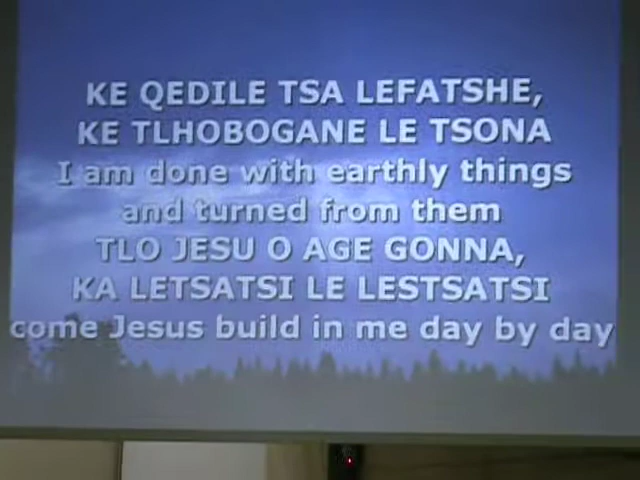 KE QEDILE TSA LEFATSHE,
KE TLHOBOGANE LE TSONA
I am done with earthly things
and turned from them
TLO JESU O AGE GONNA,
KA LETSATSI LE LESTSATSI
come Jesus build in me day by day